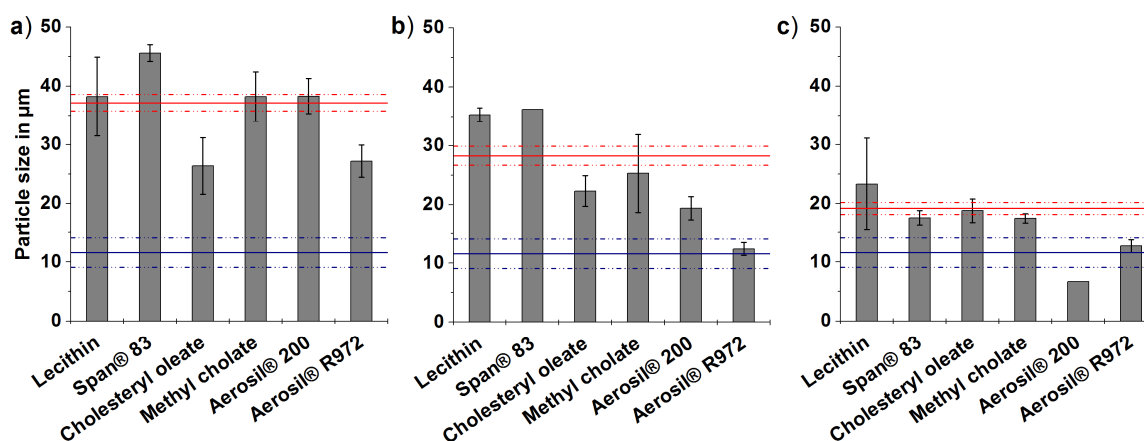 a)
50
40
30
20
10
0
Particle size in µm
Lecithin
Span® 83
Cholesteryl oleate
Methyl cholate
Aerosil® 200
Aerosil® R972
b)
50
40
30
20
10
0
Lecithin
Span® 83
Cholesteryl oleate
Methyl cholate
Aerosil® 200
Aerosil® R972
c)
50
40
30
20
10
0
Lecithin
Span® 83
Cholesteryl oleate
Methyl cholate
Aerosil® 200
Aerosil® R972